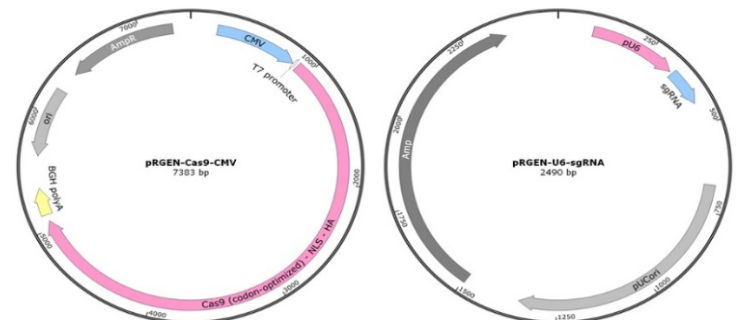 7000
AmpR
CMV
1000
T7 promoter
6000
ori
pRGEN-Cas9-CMV
7383 bp
2000
BGH polyA
5000
Cas9 (codon-optimized) - NLS - HA
3000
4000
2250
pU6
250
sgRNA
500
2000
Amp
pRGEN-U6-sgRNA
2490 bp
750
1750
pUCori
1000
1500
1250